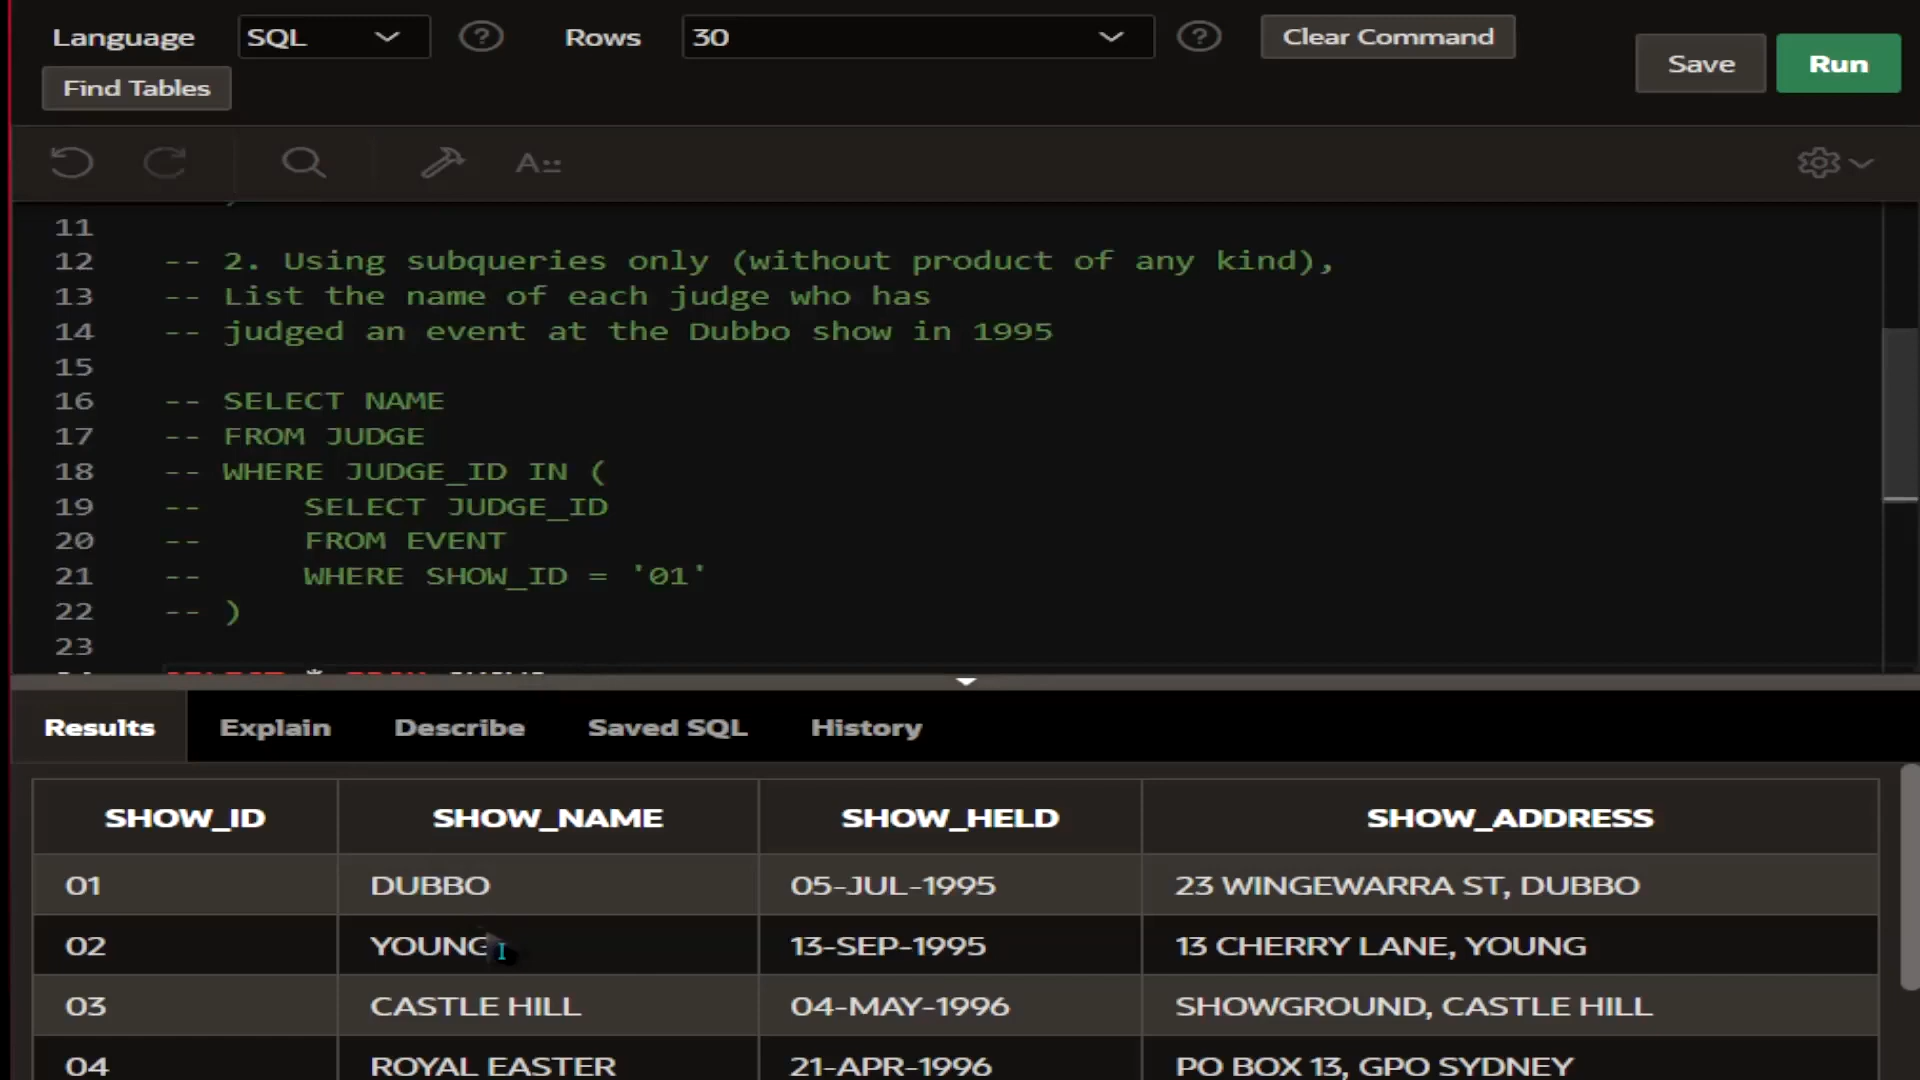 Language SQL Rows 30 Clear Command Save Run
Find Tables
11
12 -- 2. Using subqueries only (without product of any kind),
13 -- List the name of each judge who has
14 -- judged an event at the Dubbo show in 1995
15
16 -- SELECT NAME
17 -- FROM JUDGE
18 -- WHERE JUDGE_ID IN (
19 -- SELECT JUDGE_ID
20 -- FROM EVENT
21 -- WHERE SHOW_ID = '01'
22 -- )
23
Results Explain Describe Saved SQL History
SHOW_ID SHOW_NAME SHOW_HELD SHOW_ADDRESS
01 DUBBO 05-JUL-1995 23 WINGEWARRA ST, DUBBO
02 YOUNG 13-SEP-1995 13 CHERRY LANE, YOUNG
03 CASTLE HILL 04-MAY-1996 SHOWGROUND, CASTLE HILL
04 ROYAL EASTER 21-APR-1996 PO BOX 13, GPO SYDNEY